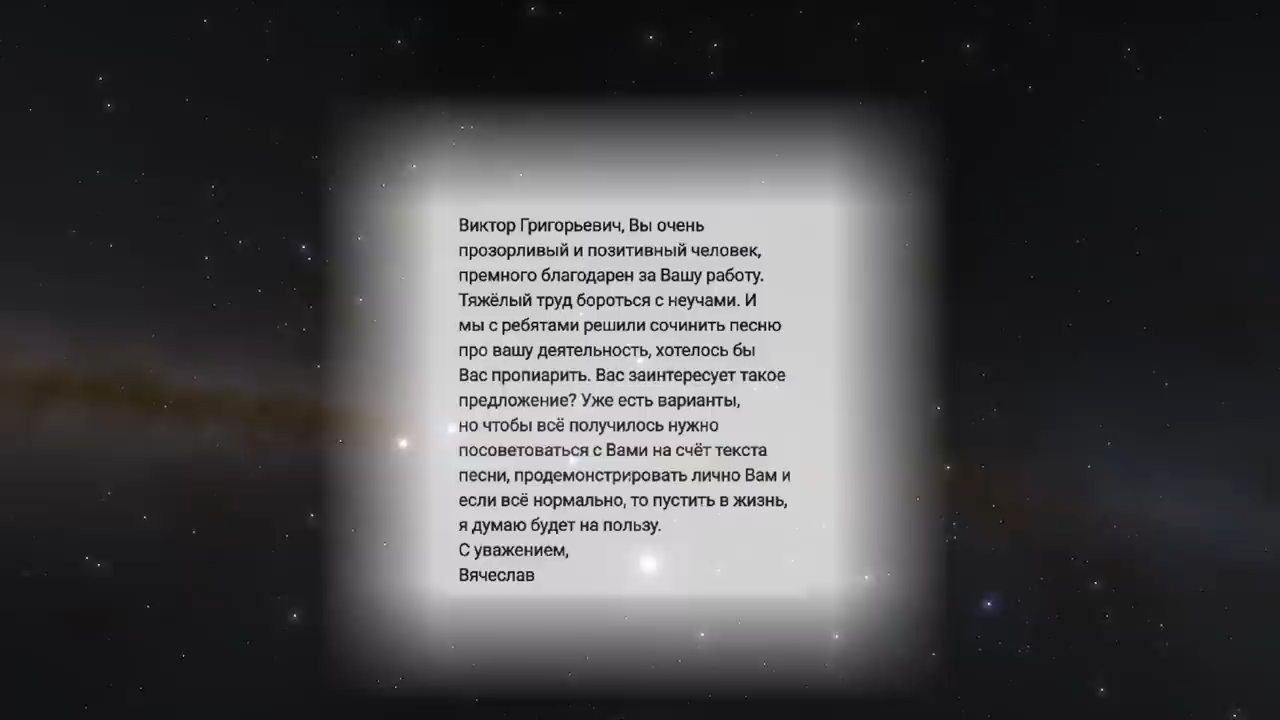 Виктор Григорьевич, Вы очень
прозорливый и позитивный человек,
премного благодарен за Вашу работу.
Тяжёлый труд бороться с неучами. И
мы с ребятами решили сочинить песню
про вашу деятельность, хотелось бы
Вас пропиарить. Вас заинтересует такое
предложение? Уже есть варианты,
но чтобы всё получилось нужно
посоветоваться с Вами на счёт текста
песни, продемонстрировать лично Вам и
если всё нормально, то пустить в жизнь,
я думаю будет на пользу.
С уважением,
Вячеслав